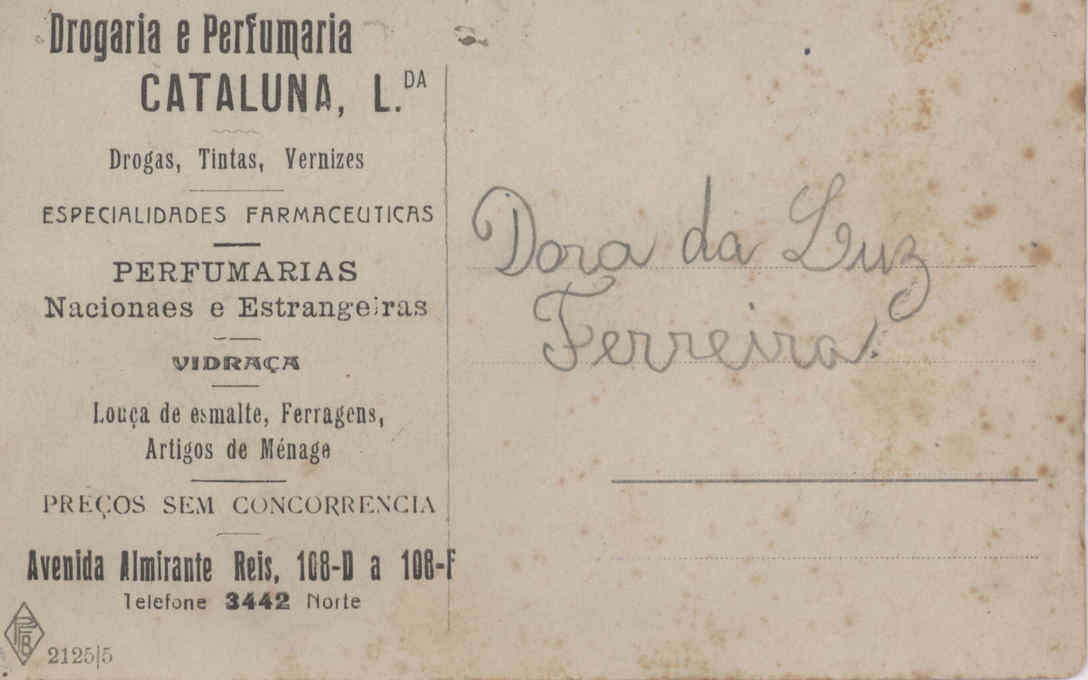 Drogaria e Perfumaria
CATALUNA, L.DA
Drogas, Tintas, Vernizes
ESPECIALIDADES FARMACEUTICAS
PERFUMARIAS
Nacionaes e Estrangeiras
VIDRAÇA
Louça de esmalte, Ferragens,
Artigos de Ménage
PREÇOS SEM CONCORRENCIA
Avenida Almirante Reis, 108-D a 108-F
Telefone 3442 Norte
2125/5
Dora da Luz
Ferreira.